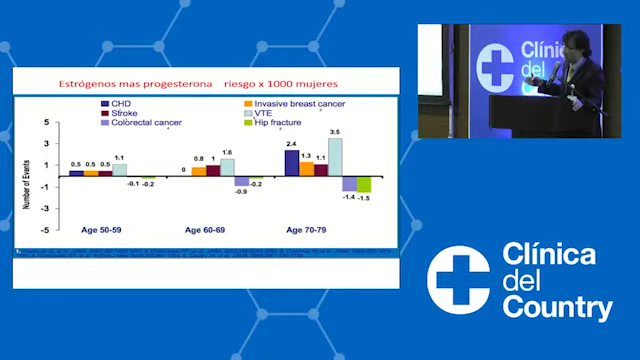 Estrógenos mas progesterona riesgo x 1000 mujeres
CHD
Invasive breast cancer 2
Stroke
VTE
Colorectal cancer 4
Hip fracture
5
3
1
-1
-3
-5
Number of Events
0.5 0.5 0.5 1.1 -0.1 -0.2
0 0.8 1 1.6 -0.9 -0.2
2.4 1.3 1.1 3.5 -1.4 -1.5
Age 50-59 Age 60-69 Age 70-79
Clínica
del
Country
Clínica
del
Country